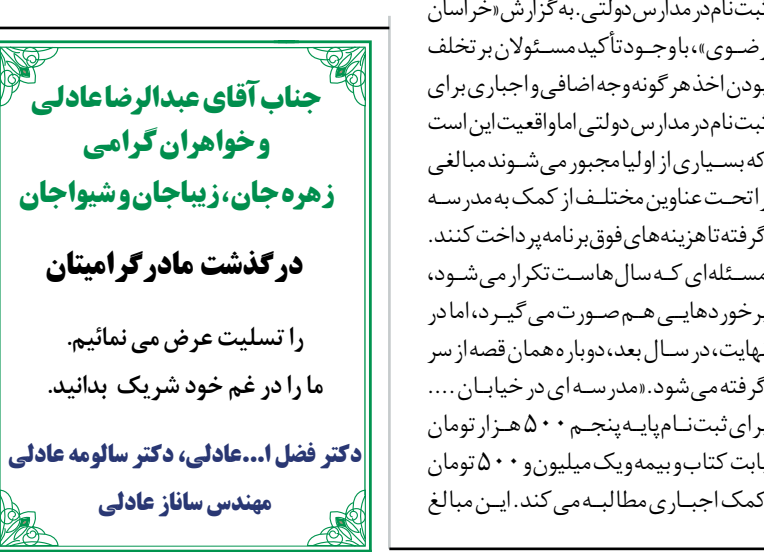 ثبت‌نام در مدارس دولتی. به گزارش «خراسان
رضوی»، با وجود تأکید مسئولان بر تخلف
بودن اخذ هر گونه وجه اضافی و اجباری برای
ثبت‌نام در مدارس دولتی اما واقعیت این است
که بسیاری از اولیا مجبور می‌شوند مبالغی
را تحت عناوین مختلف از کمک به مدرسه
گرفته تا هزینه‌های فوق برنامه پرداخت کنند.
مسئله‌ای که سال هاست تکرار می‌شود،
برخوردهایی هم صورت می گیرد، اما در
نهایت، در سال بعد، دوباره همان قصه از سر
گرفته می‌شود. «مدرسه ای در خیابان ....
برای ثبت‌نام پایه پنجم ۵۰۰ هزار تومان
بابت کتاب و بیمه و یک میلیون و ۵۰۰ تومان
کمک اجباری مطالبه می کند. این مبالغ
جناب آقای عبدالرضا عادلی
و خواهران گرامی
زهره جان، زیباجان و شیواجان
درگذشت مادر گرامیتان
را تسلیت عرض می نمائیم.
ما را در غم خود شریک بدانید.
دکتر فضل ا...عادلی، دکتر سالومه عادلی
مهندس ساناز عادلی